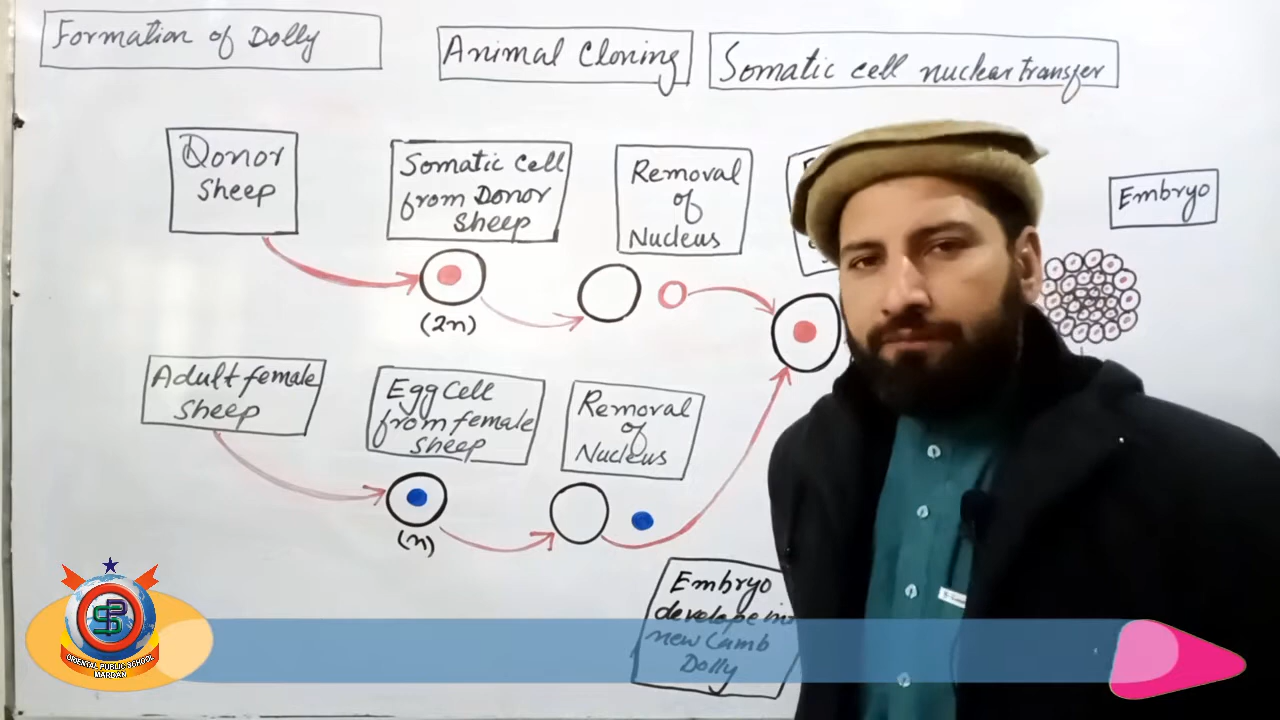 Formation of Dolly
Animal Cloning
Somatic cell nuclear transfer
Donor
Sheep
Somatic Cell
from Donor
Sheep
Removal
of
Nucleus
Embryo
(2n)
Adult female
Sheep
Egg Cell
from female
sheep
Removal
of
Nucleus
(n)
Embryo
develope in
new Lamb
Dolly
ORIENTAL PUBLIC SCHOOL
MARDAN